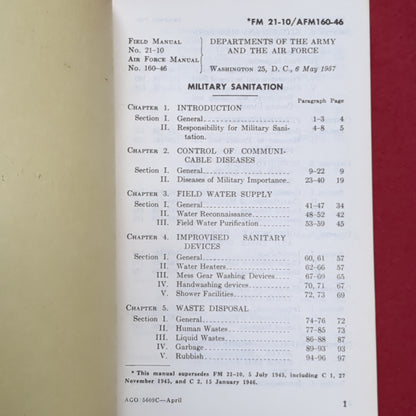 *FM 21-10/AFM160-46
FIELD MANUAL
No. 21-10
AIR FORCE MANUAL
No. 160-46
DEPARTMENTS OF THE ARMY
AND THE AIR FORCE
WASHINGTON 25, D. C., 6 May 1957
MILITARY SANITATION
Paragraph Page
CHAPTER 1. INTRODUCTION
Section I. General 1-3 4
II. Responsibility for Military Sani- 4-8 5
tation.
CHAPTER 2. CONTROL OF COMMUNI-
CABLE DISEASES
Section I. General 9-22 9
II. Diseases of Military Importance 23-40 19
CHAPTER 3. FIELD WATER SUPPLY
Section I. General 41-47 34
II. Water Reconnaissance 48-52 42
III. Field Water Purification 53-59 45
CHAPTER 4. IMPROVISED SANITARY
DEVICES
Section I. General 60, 61 57
II. Water Heaters 62-66 57
III. Mess Gear Washing Devices 67-69 63
IV. Handwashing devices 70, 71 67
V. Shower Facilities 72, 73 69
CHAPTER 5. WASTE DISPOSAL
Section I. General 74-76 72
II. Human Wastes 77-85 73
III. Liquid Wastes 86-88 87
IV. Garbage 89-93 93
V. Rubbish 94-96 97
* This manual supersedes FM 21-10, 5 July 1945, including C 1, 27
November 1945, and C 2, 15 January 1946.
AGO 5609C—April
1